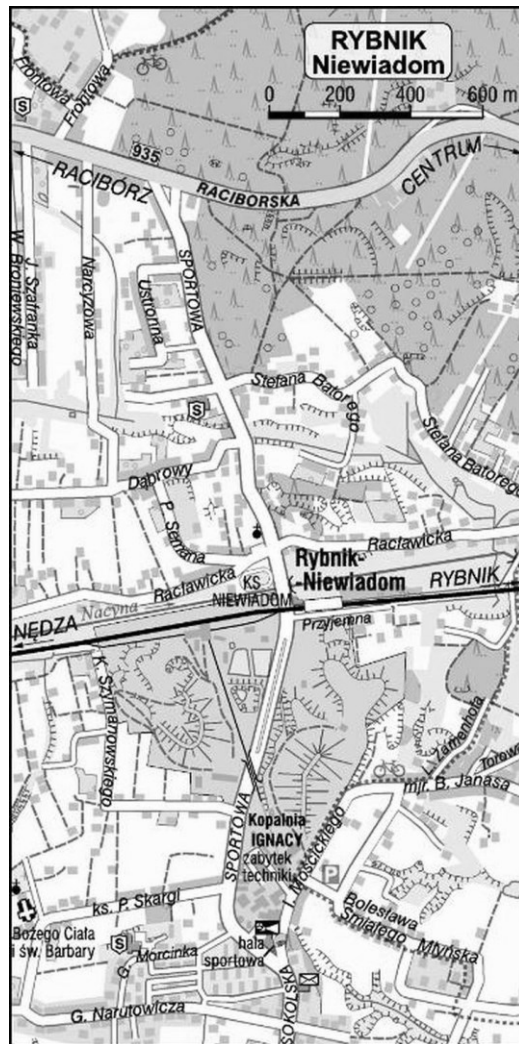 RYBNIK
Niewiadom
0 200 400 600 m
Frontowa
Frontowa
S
935
RACIBÓRZ
RACIBORSKA
CENTRUM
W. Broniewskiego
J. Szafranka
Narcyzowa
Ustronna
SPORTOWA
Stefana Batorego
S
Stefana Batorego
Dąbrowy
P. Semana
Racławicka
Racławicka
KS
NIEWIADOM
Rybnik-
-Niewiadom
RYBNIK
Nacyna
NĘDZA
Przyjemna
K. Szymanowskiego
L. Zamenhofa
Torowa
mjr. B. Janasa
SPORTOWA
Kopalnia
IGNACY
zabytek
techniki
I. Mościckiego
P
ks. P. Skargi
Bolesława
Śmiałego
Młyńska
Bożego Ciała
i św. Barbary
S
G. Morcinka
hala
sportowa
SOKOLSKA
G. Narutowicza